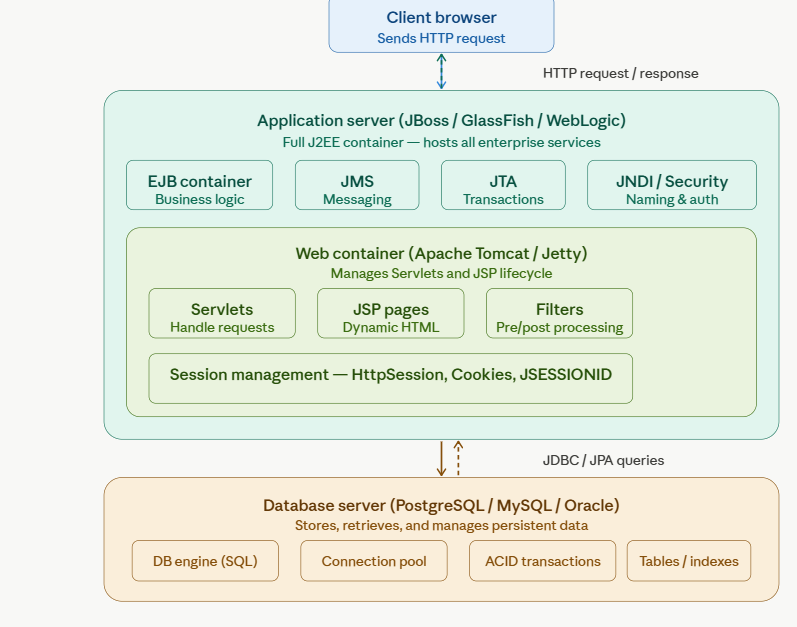 Client browser
Sends HTTP request
HTTP request / response
Application server (JBoss / GlassFish / WebLogic)
Full J2EE container — hosts all enterprise services
EJB container
Business logic
JMS
Messaging
JTA
Transactions
JNDI / Security
Naming & auth
Web container (Apache Tomcat / Jetty)
Manages Servlets and JSP lifecycle
Servlets
Handle requests
JSP pages
Dynamic HTML
Filters
Pre/post processing
Session management — HttpSession, Cookies, JSESSIONID
JDBC / JPA queries
Database server (PostgreSQL / MySQL / Oracle)
Stores, retrieves, and manages persistent data
DB engine (SQL)
Connection pool
ACID transactions
Tables / indexes